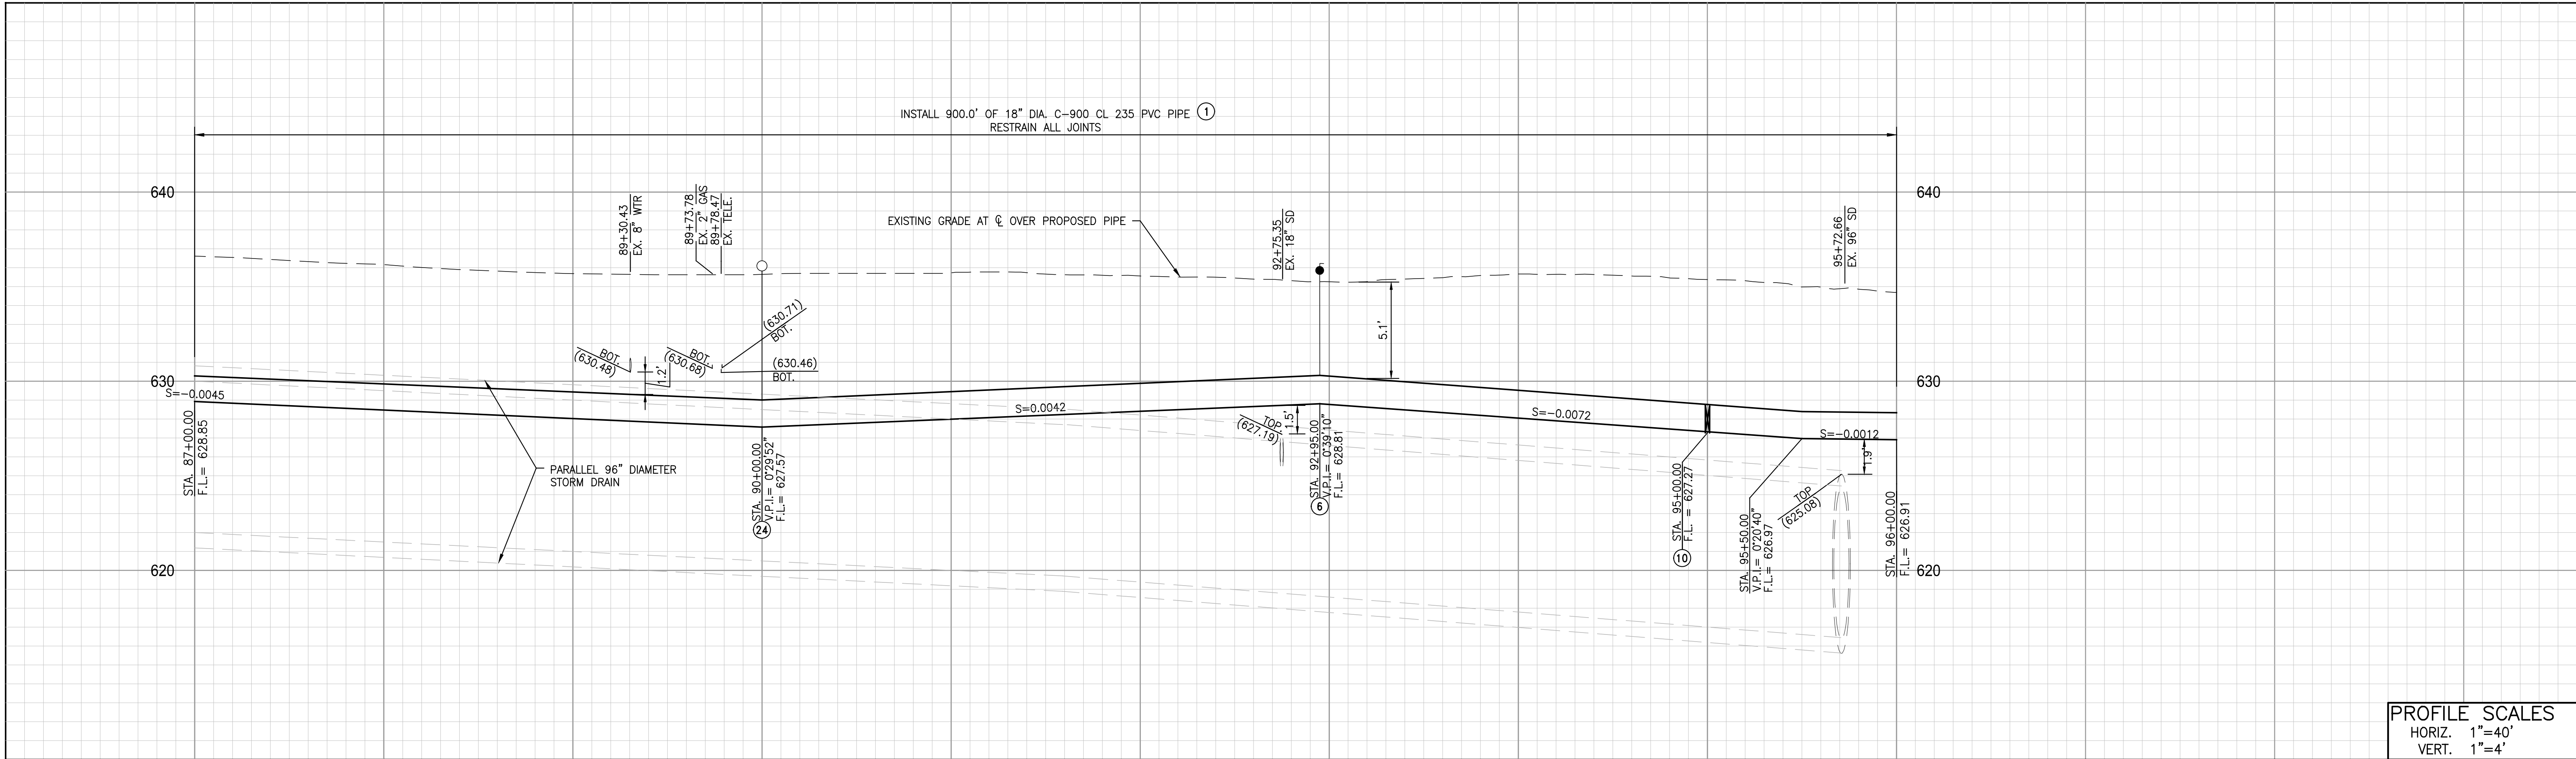 INSTALL 900.0' OF 18" DIA. C-900 CL 235 PVC PIPE 1
RESTRAIN ALL JOINTS
640
640
89+30.43
EX. 8" WTR
89+73.78
EX. 2" GAS
89+78.47
EX. TELE.
EXISTING GRADE AT ℄ OVER PROPOSED PIPE
92+75.35
EX. 18" SD
95+72.66
EX. 96" SD
BOT.
(630.48)
1.2'
BOT.
(630.68)
(630.71)
BOT.
(630.46)
BOT.
5.1'
630
630
S=-0.0045
S=0.0042
S=-0.0072
S=-0.0012
STA. 87+00.00
F.L.= 628.85
PARALLEL 96" DIAMETER
STORM DRAIN
STA. 90+00.00
V.P.I.= 0°29'52"
F.L.= 627.57
24
TOP
(627.19)
1.5'
STA. 92+95.00
V.P.I.= 0°39'10"
F.L.= 628.81
6
STA. 95+00.00
F.L. = 627.27
10
STA. 95+50.00
V.P.I.= 0°20'40"
F.L.= 626.97
TOP
(625.08)
1.9'
STA. 96+00.00
F.L.= 626.91
620
620
PROFILE SCALES
HORIZ. 1"=40'
VERT. 1"=4'